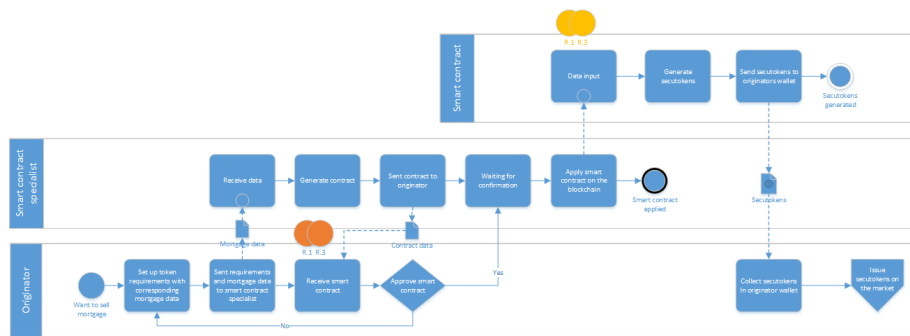 R.1 R.3
Smart contract
Data input
Generate
secutokens
Send secutokens to
originators wallet
Secutokens
generated
Smart contract
specialist
Receive data
Generate contract
Sent contract to
originator
Waiting for
confirmation
Apply smart
contract on the
blockchain
Smart contract
applied
Secutokens
Mortgage data
R.1 R.3
Contract data
Originator
Want to sell
mortgage
Set up token
requirements with
corresponding
mortgage data
Sent requirements
and mortgage data
to smart contract
specialist
Receive smart
contract
Approve smart
contract
Yes
No
Collect secutokens
In originator wallet
Issue
secutokens on
the market